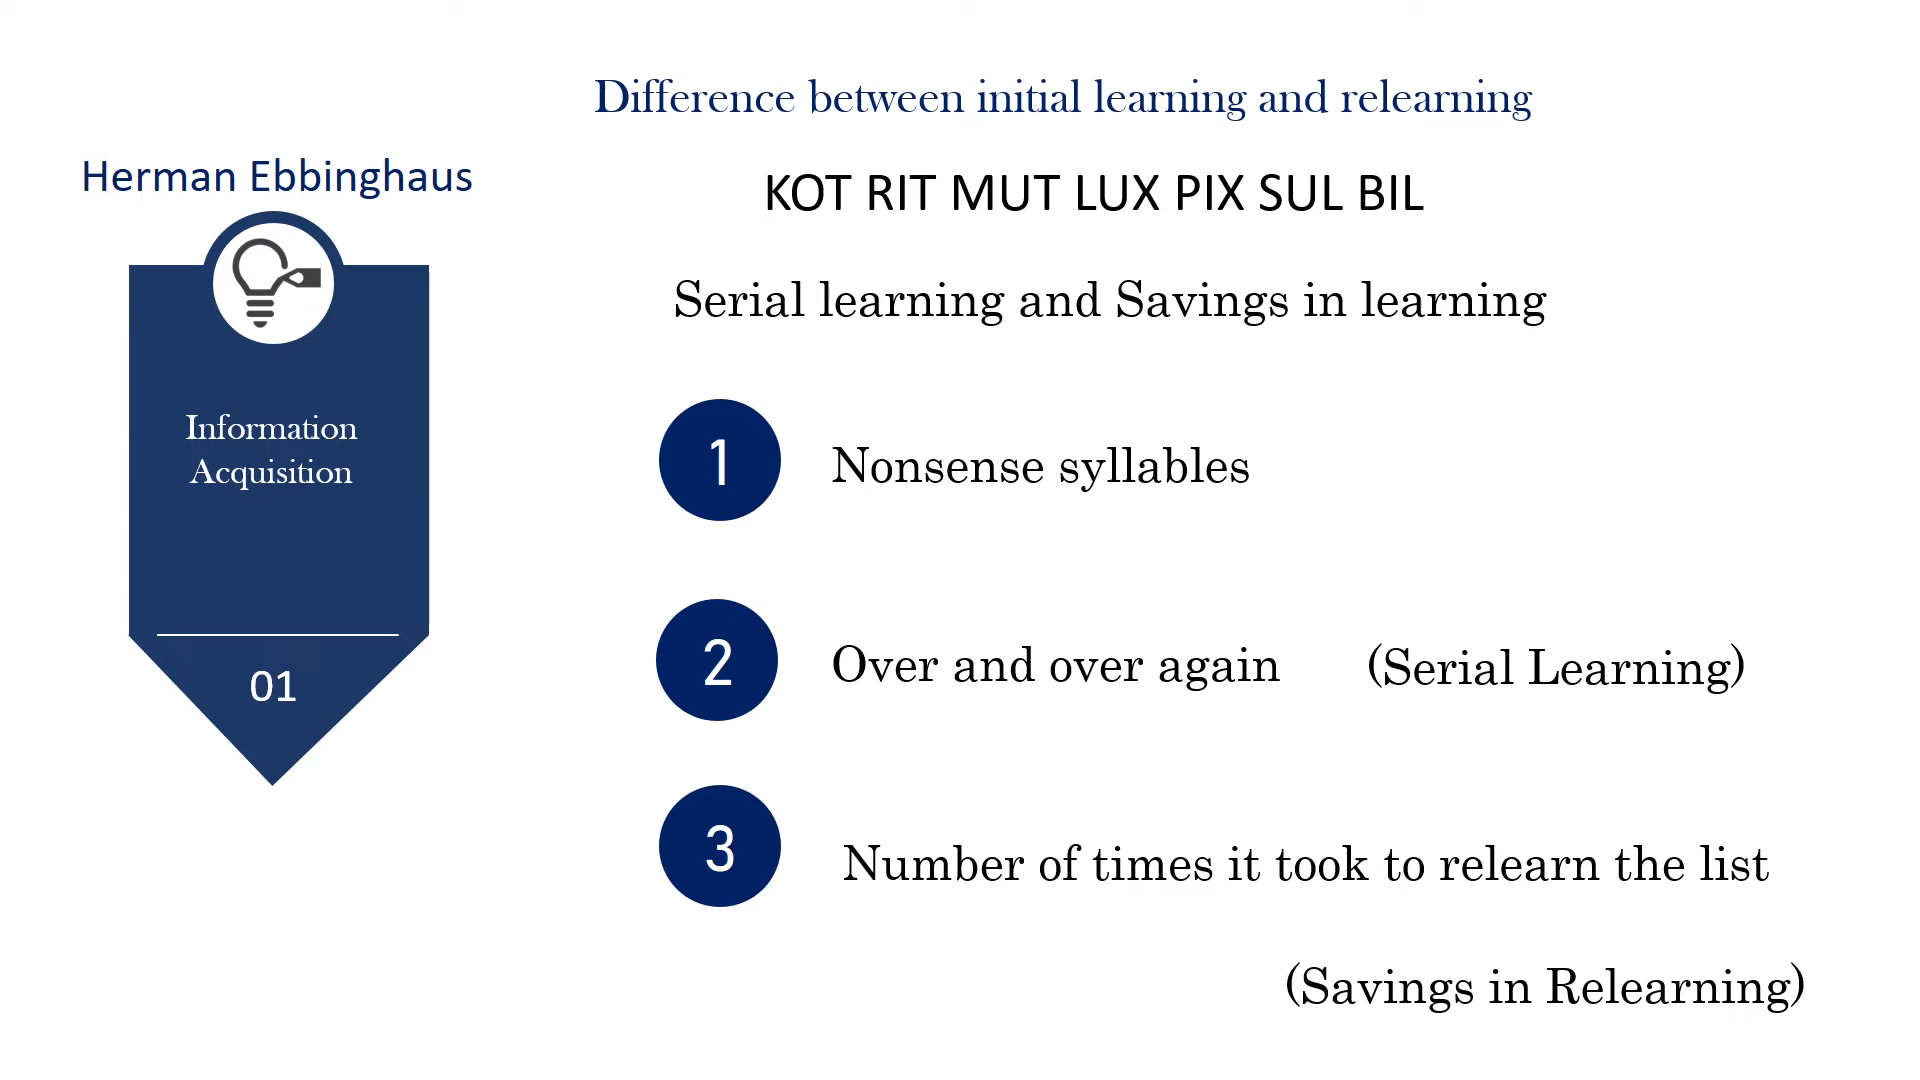 Difference between initial learning and relearning
Herman Ebbinghaus
KOT RIT MUT LUX PIX SUL BIL
Serial learning and Savings in learning
Information
Acquisition
01
1 Nonsense syllables
2 Over and over again (Serial Learning)
3 Number of times it took to relearn the list
(Savings in Relearning)